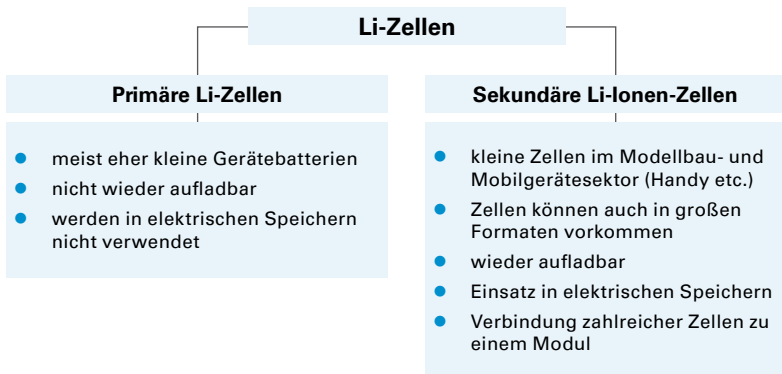 Li-Zellen
Primäre Li-Zellen
● meist eher kleine Gerätebatterien
● nicht wieder aufladbar
● werden in elektrischen Speichern
nicht verwendet
Sekundäre Li-Ionen-Zellen
● kleine Zellen im Modellbau- und
Mobilgerätesektor (Handy etc.)
● Zellen können auch in großen
Formaten vorkommen
● wieder aufladbar
● Einsatz in elektrischen Speichern
● Verbindung zahlreicher Zellen zu
einem Modul